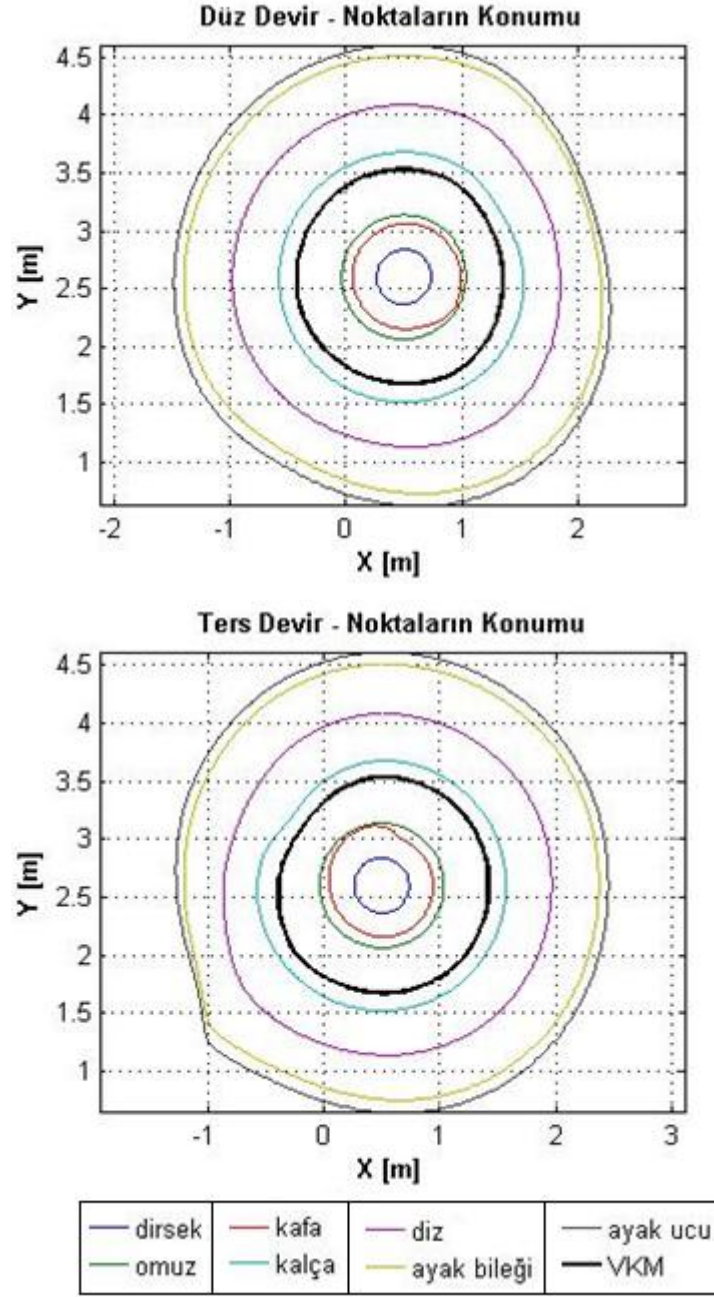 Düz Devir - Noktaların Konumu
4.5
4
3.5
3
2.5
2
1.5
1
Y [m]
-2 -1 0 1 2
X [m]
Ters Devir - Noktaların Konumu
4.5
4
3.5
3
2.5
2
1.5
1
Y [m]
-1 0 1 2 3
X [m]
dirsek kafa diz ayak ucu
omuz kalça ayak bileği VKM